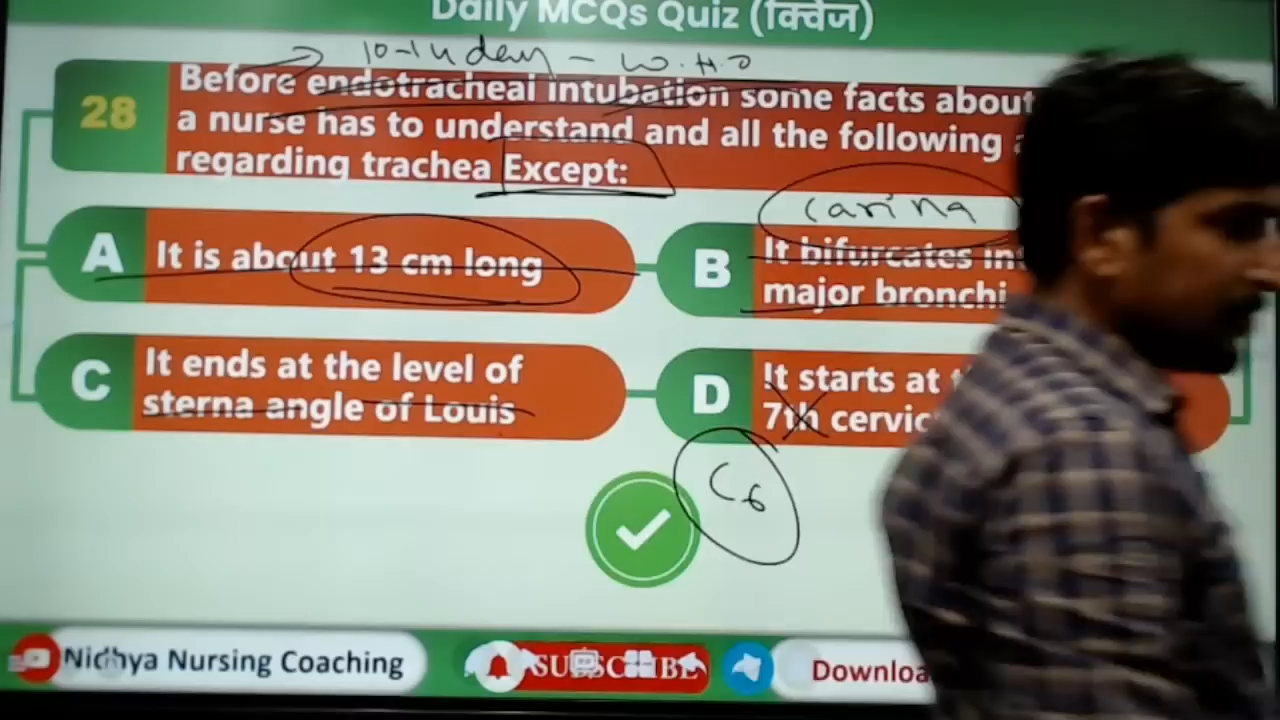 Daily MCQs Quiz (क्विज)
10-14 day - W.H.O
28
Before endotracheal intubation some facts about
a nurse has to understand and all the following
regarding trachea Except:
carina
A It is about 13 cm long
B It bifurcates in
major bronchi
C It ends at the level of
sterna angle of Louis
D It starts at
7th cervic
C6
Nidhya Nursing Coaching
SUBSCRIBE
Downloa